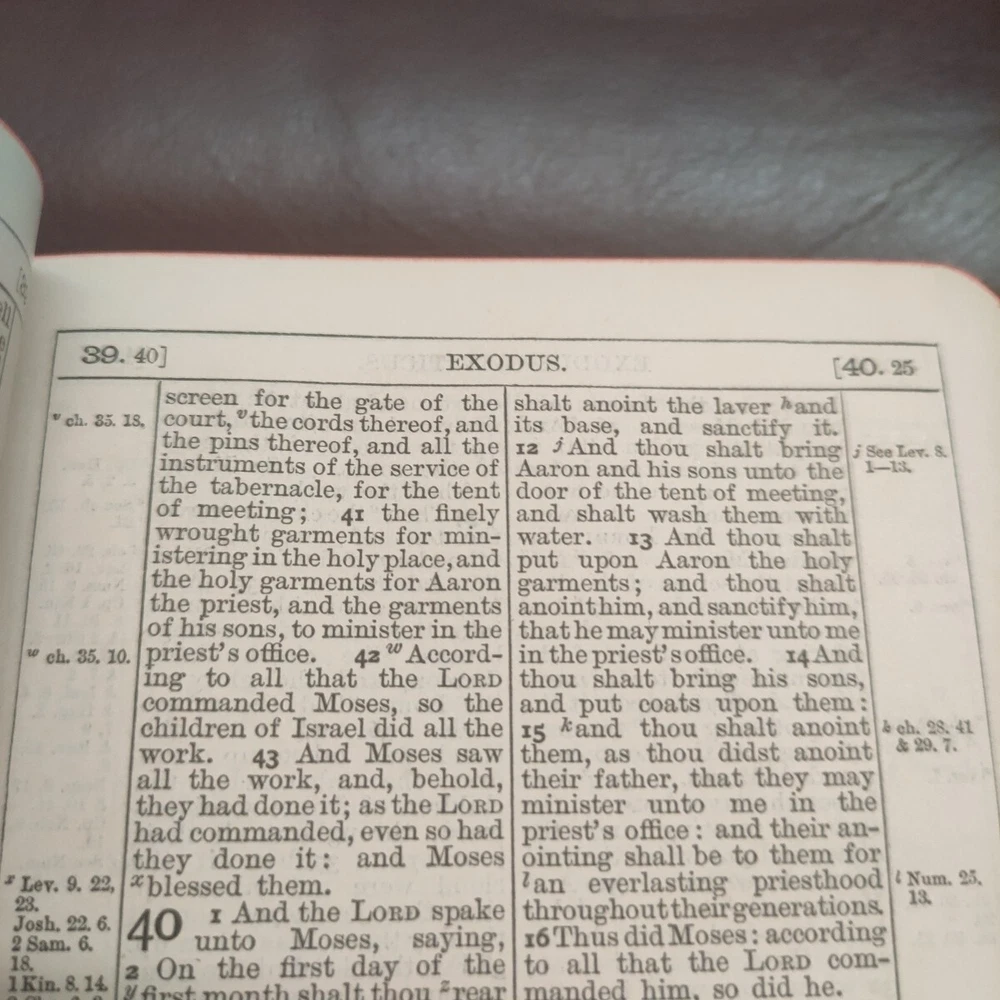 39. 40]
EXODUS.
[40. 25
v ch. 35. 18.
screen for the gate of the
court, v the cords thereof, and
the pins thereof, and all the
instruments of the service of
the tabernacle, for the tent
of meeting; 41 the finely
wrought garments for min-
istering in the holy place, and
the holy garments for Aaron
the priest, and the garments
of his sons, to minister in the
w ch. 35. 10.
priest's office. 42 w Accord-
ing to all that the LORD
commanded Moses, so the
children of Israel did all the
work. 43 And Moses saw
all the work, and, behold,
they had done it; as the LORD
had commanded, even so had
they done it: and Moses
x blessed them.
x Lev. 9. 22,
23.
Josh. 22. 6.
2 Sam. 6.
18.
1 Kin. 8. 14.
40 1 And the LORD spake
unto Moses, saying,
2 On the first day of the
y first month shalt thou z rear
shalt anoint the laver h and
its base, and sanctify it.
12 j And thou shalt bring
Aaron and his sons unto the
door of the tent of meeting,
and shalt wash them with
water. 13 And thou shalt
put upon Aaron the holy
garments; and thou shalt
anoint him, and sanctify him,
that he may minister unto me
in the priest's office. 14 And
thou shalt bring his sons,
and put coats upon them:
15 k and thou shalt anoint
them, as thou didst anoint
their father, that they may
minister unto me in the
priest's office: and their an-
ointing shall be to them for
l an everlasting priesthood
throughout their generations.
16 Thus did Moses: according
to all that the LORD com-
manded him, so did he.
j See Lev. 8.
1—13.
k ch. 28. 41
& 29. 7.
l Num. 25.
13.